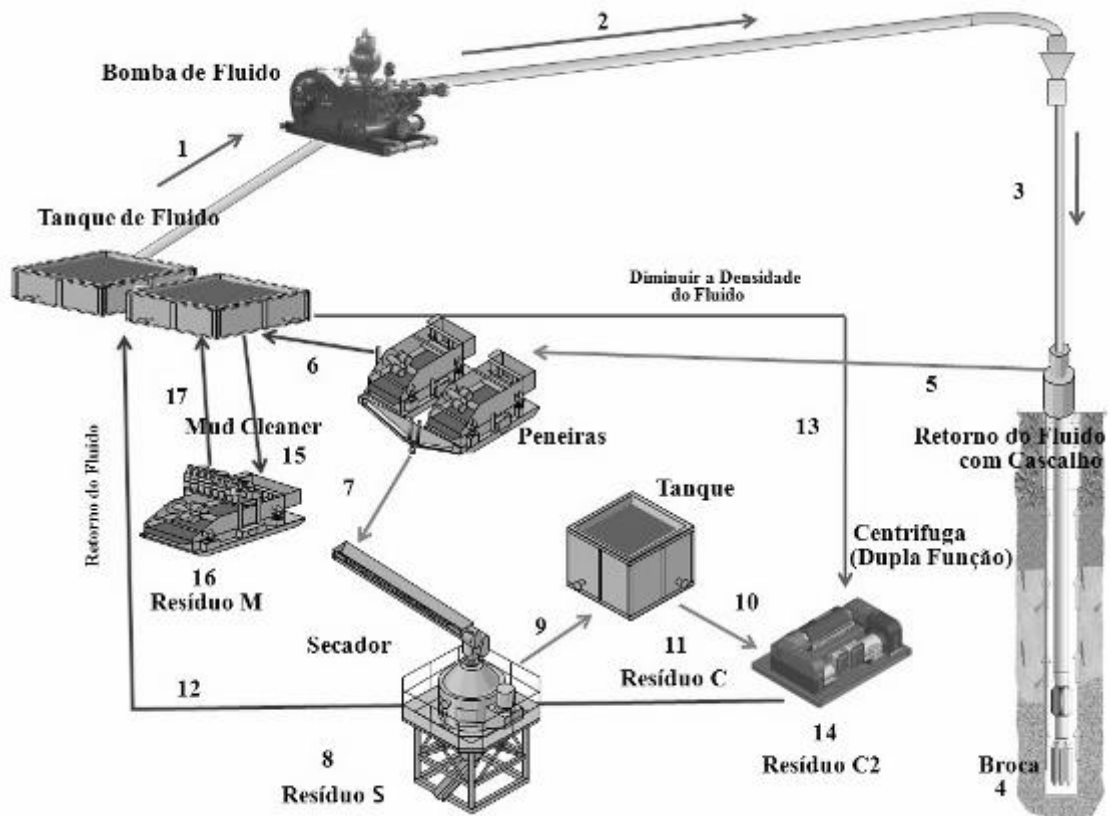 2
Bomba de Fluido
1
3
Tanque de Fluido
Diminuir a Densidade
do Fluido
6
5
17
Mud Cleaner
15
Peneiras
13
Retorno do Fluido
com Cascalho
Retorno do Fluido
7
Tanque
Centrifuga
(Dupla Função)
16
Resíduo M
10
9
Secador
11
Resíduo C
12
14
Resíduo C2
8
Resíduo S
Broca
4